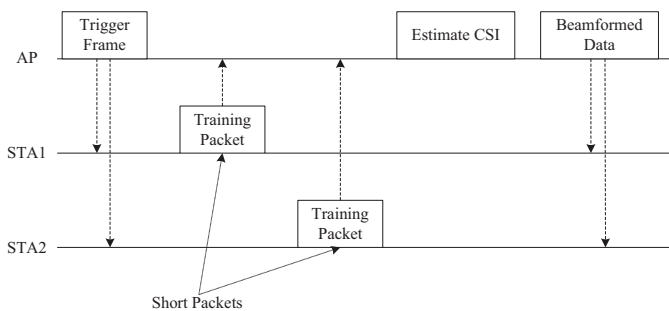 Trigger
Frame
Estimate CSI
Beamformed
Data
AP
Training
Packet
STA1
Training
Packet
STA2
Short Packets